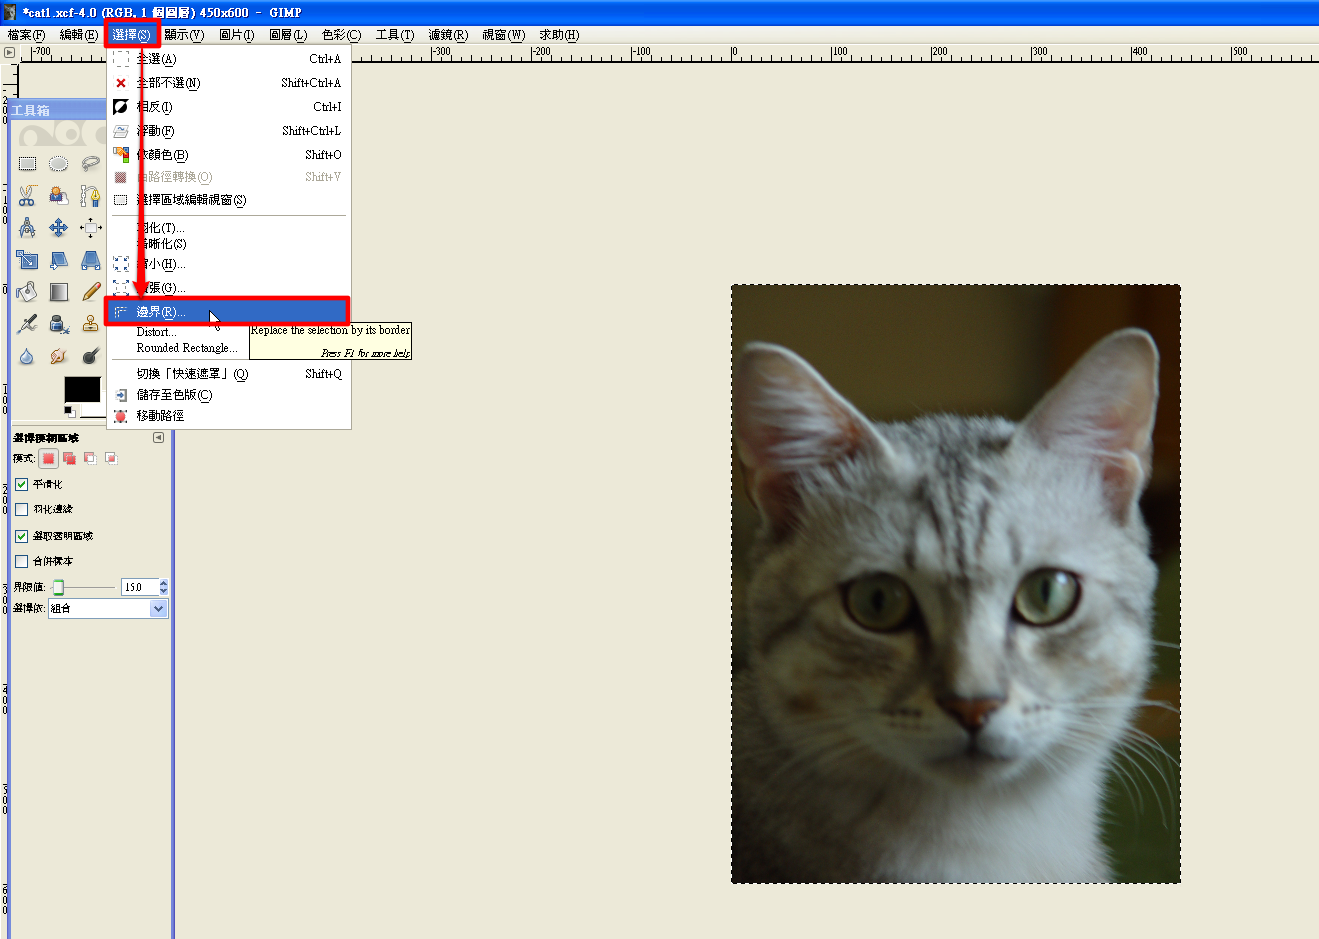 *cat1.xcf-4.0 (RGB, 1 個圖層) 450x600 – GIMP
檔案(F) 編輯(E) 選擇(S) 顯示(V) 圖片(I) 圖層(L) 色彩(C) 工具(T) 濾鏡(R) 視窗(W) 求助(H)
-700 -300 -200 -100 0 100 200 300 400 500
工具箱
全選(A) Ctrl+A
全部不選(N) Shift+Ctrl+A
相反(I) Ctrl+I
浮動(F) Shift+Ctrl+L
依顏色(B) Shift+O
由路徑轉換(O) Shift+V
選擇區域編輯視窗(S)
羽化(T)...
清晰化(S)
縮小(H)...
擴張(G)...
邊界(R)...
Distort...
Rounded Rectangle...
Replace the selection by its border
Press F1 for more help
切換「快速遮罩」(Q) Shift+Q
儲存至色版(C)
移動路徑
選擇模糊區域
模式:
平滑化
羽化邊緣
選取透明區域
合併樣本
界限值: 15.0
選擇依: 組合